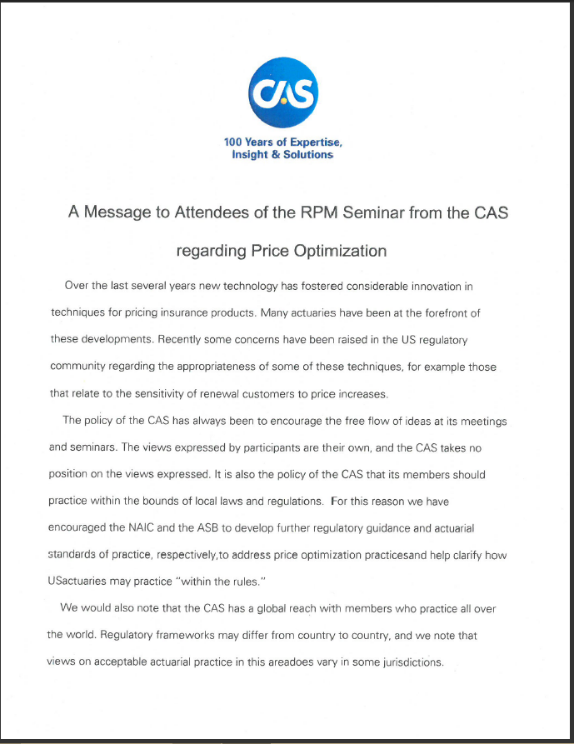 CAS
100 Years of Expertise,
Insight & Solutions
A Message to Attendees of the RPM Seminar from the CAS
regarding Price Optimization
Over the last several years new technology has fostered considerable innovation in
techniques for pricing insurance products. Many actuaries have been at the forefront of
these developments. Recently some concerns have been raised in the US regulatory
community regarding the appropriateness of some of these techniques, for example those
that relate to the sensitivity of renewal customers to price increases.
The policy of the CAS has always been to encourage the free flow of ideas at its meetings
and seminars. The views expressed by participants are their own, and the CAS takes no
position on the views expressed. It is also the policy of the CAS that its members should
practice within the bounds of local laws and regulations. For this reason we have
encouraged the NAIC and the ASB to develop further regulatory guidance and actuarial
standards of practice, respectively,to address price optimization practicesand help clarify how
USactuaries may practice "within the rules."
We would also note that the CAS has a global reach with members who practice all over
the world. Regulatory frameworks may differ from country to country, and we note that
views on acceptable actuarial practice in this areadoes vary in some jurisdictions.